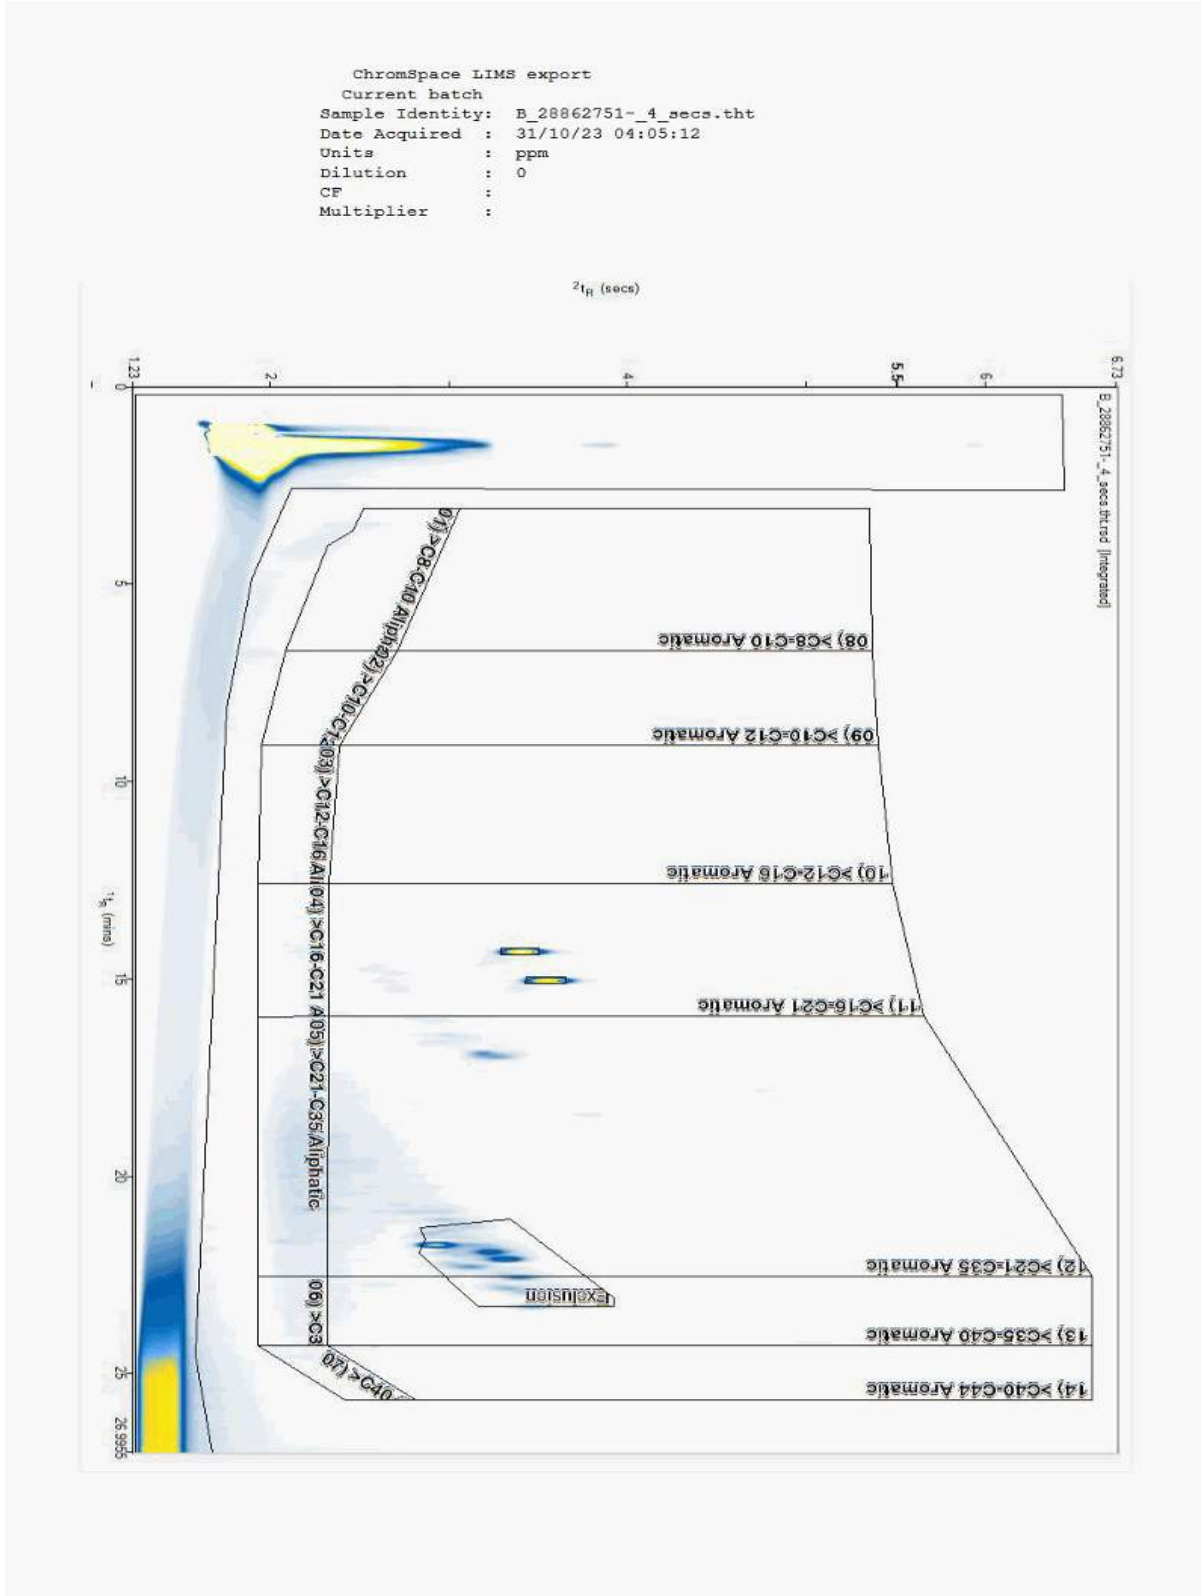 ChromSpace LIMS export
Current batch
Sample Identity: B_28862751-_4_secs.tht
Date Acquired : 31/10/23 04:05:12
Units : ppm
Dilution : 0
CF :
Multiplier :
²tR (secs)
1.23
2
4
5.5
6
6.73
B_28862751-_4_secs.tht.rsd [Integrated]
0
5
10
15
20
25
26.9955
¹tR (mins)
01) >C8-C10 Alipha
02) >C10-C1
03) >C12-C16 Ali
04) >C16-C21 A
05) >C21-C35 Aliphatic
06) >C3
07) >C40
08) >C8-C10 Aromatic
09) >C10-C12 Aromatic
10) >C12-C16 Aromatic
11) >C16-C21 Aromatic
12) >C21-C35 Aromatic
Exclusion
13) >C35-C40 Aromatic
14) >C40-C44 Aromatic